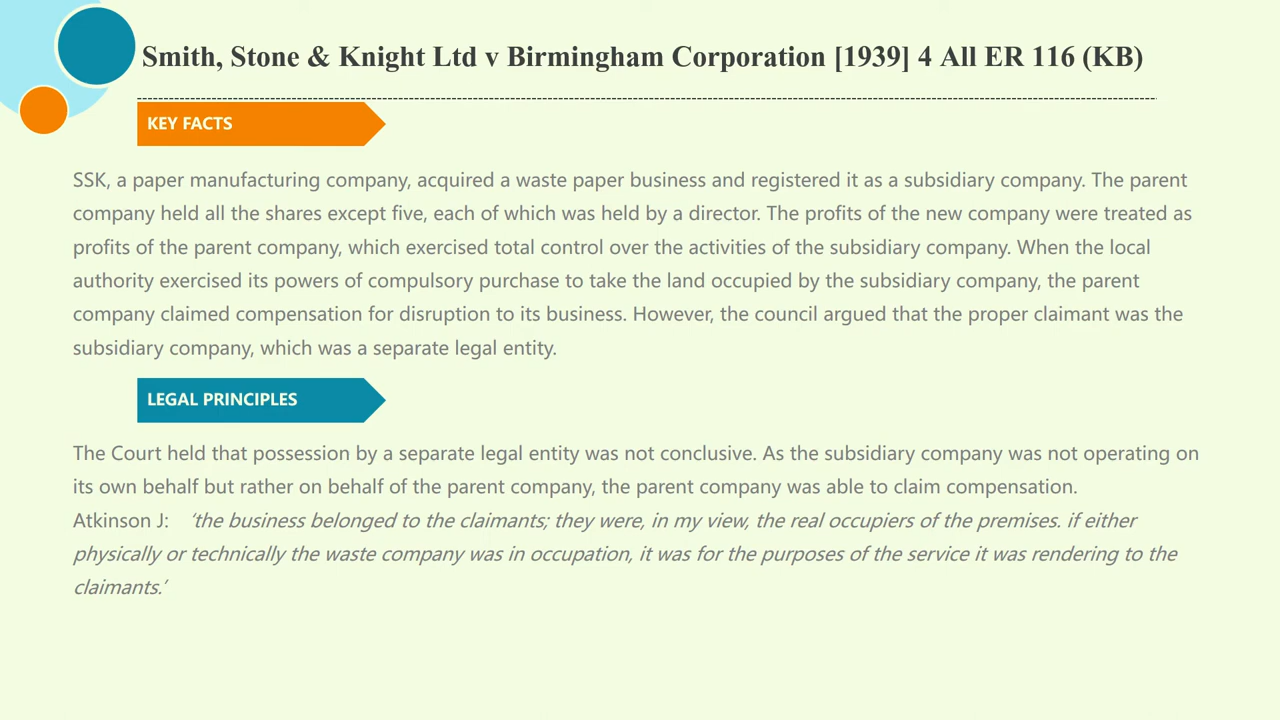 Smith, Stone & Knight Ltd v Birmingham Corporation [1939] 4 All ER 116 (KB)
KEY FACTS
SSK, a paper manufacturing company, acquired a waste paper business and registered it as a subsidiary company. The parent
company held all the shares except five, each of which was held by a director. The profits of the new company were treated as
profits of the parent company, which exercised total control over the activities of the subsidiary company. When the local
authority exercised its powers of compulsory purchase to take the land occupied by the subsidiary company, the parent
company claimed compensation for disruption to its business. However, the council argued that the proper claimant was the
subsidiary company, which was a separate legal entity.
LEGAL PRINCIPLES
The Court held that possession by a separate legal entity was not conclusive. As the subsidiary company was not operating on
its own behalf but rather on behalf of the parent company, the parent company was able to claim compensation.
Atkinson J: ‘the business belonged to the claimants; they were, in my view, the real occupiers of the premises. if either
physically or technically the waste company was in occupation, it was for the purposes of the service it was rendering to the
claimants.’